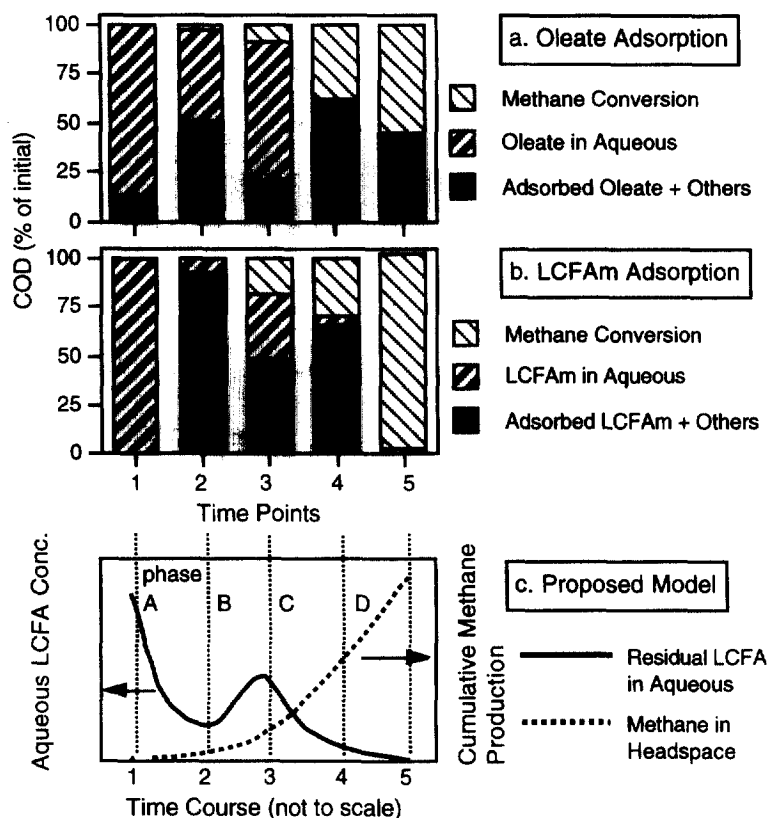 COD (% of initial)
100
75
50
25
0
a. Oleate Adsorption
Methane Conversion
Oleate in Aqueous
Adsorbed Oleate + Others
100
75
50
25
0
b. LCFAm Adsorption
Methane Conversion
LCFAm in Aqueous
Adsorbed LCFAm + Others
1 2 3 4 5
Time Points
Aqueous LCFA Conc.
phase
A B C D
Cumulative Methane
Production
1 2 3 4 5
Time Course (not to scale)
c. Proposed Model
Residual LCFA
in Aqueous
Methane in
Headspace